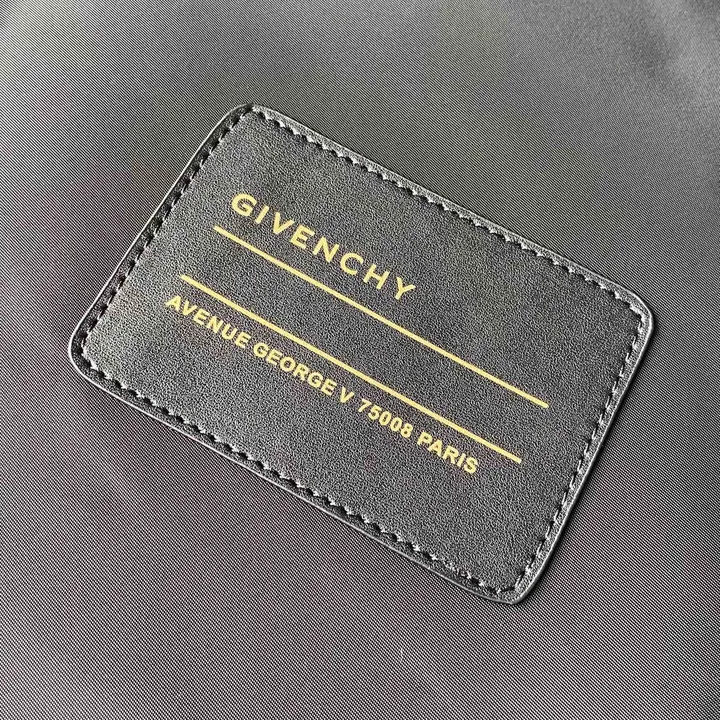 GIVENCHY
AVENUE GEORGE V 75008 PARIS